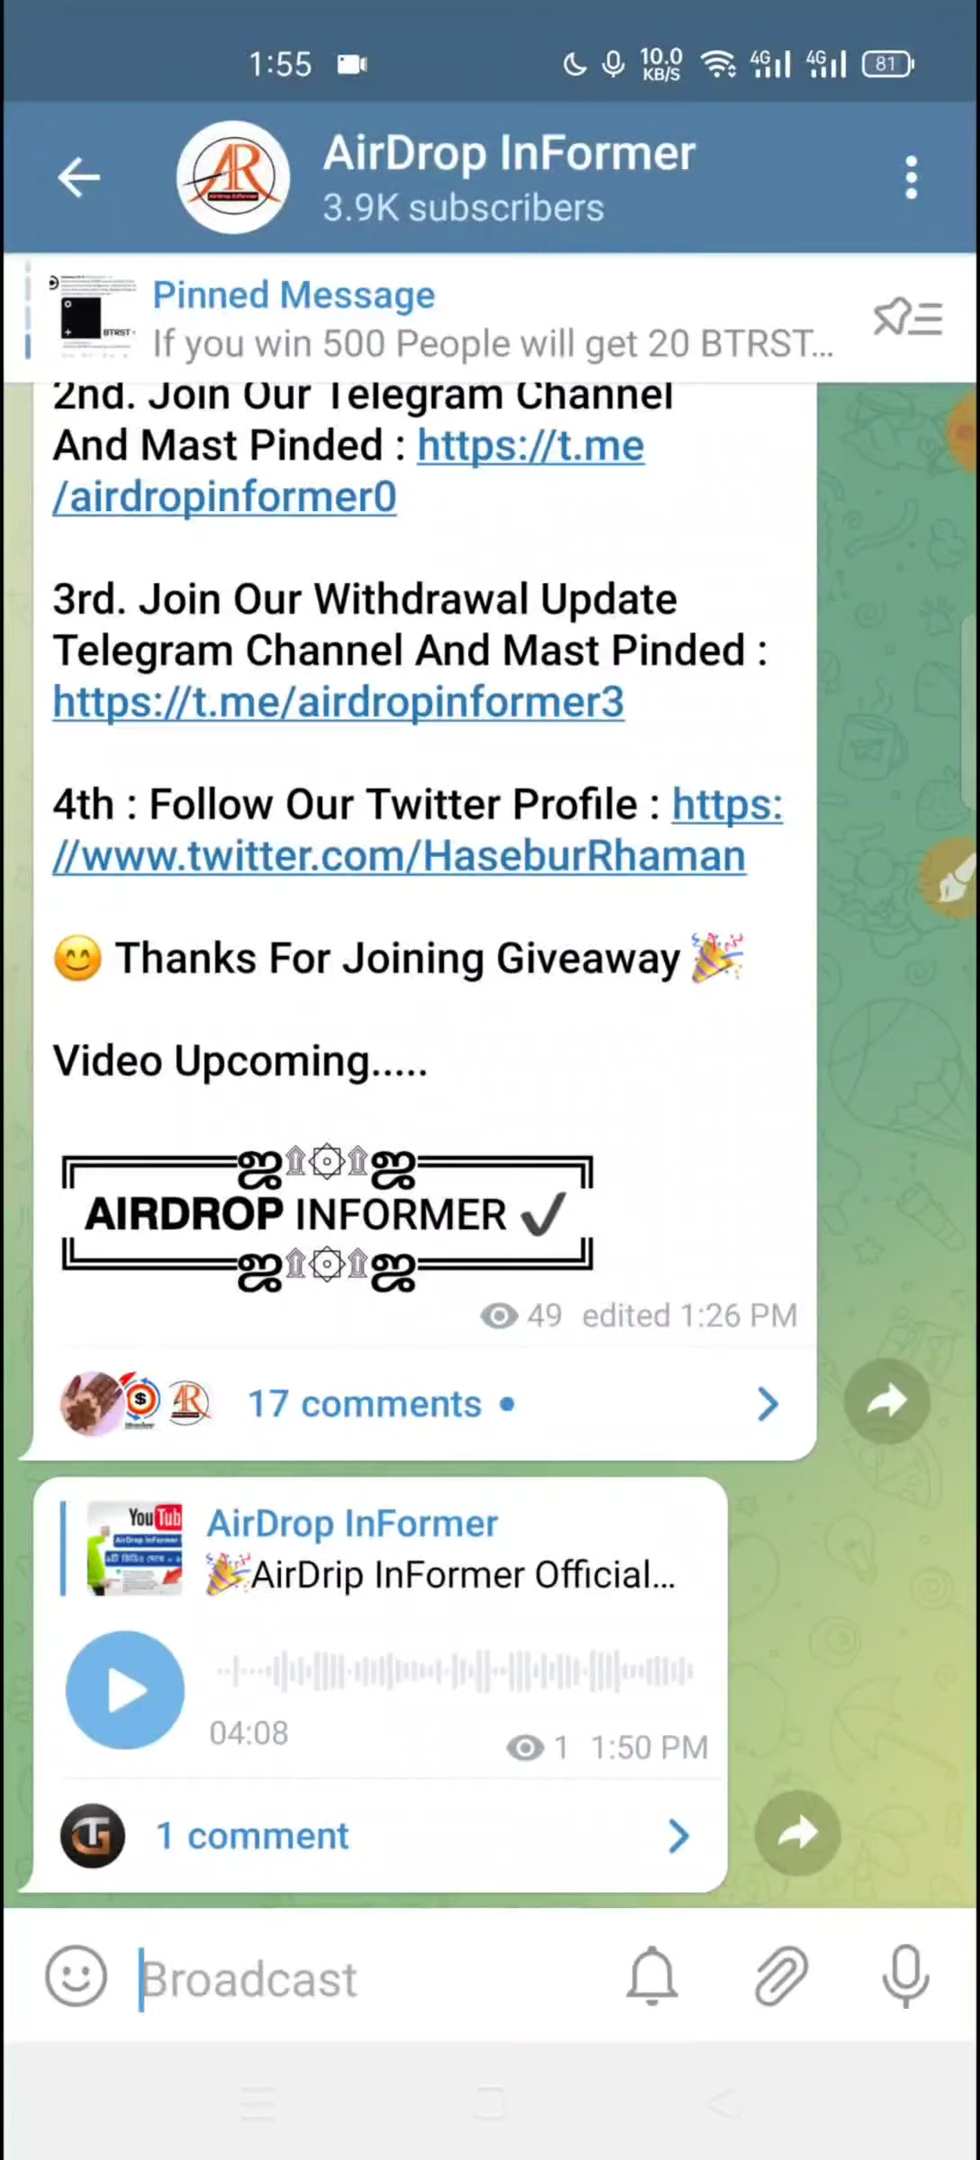 1:55
10.0
KB/S
4G
4G
81
AirDrop InFormer
3.9K subscribers
Pinned Message
If you win 500 People will get 20 BTRST...
BTRST
2nd. Join Our Telegram Channel
And Mast Pinded : https://t.me
/airdropinformer0
3rd. Join Our Withdrawal Update
Telegram Channel And Mast Pinded :
https://t.me/airdropinformer3
4th : Follow Our Twitter Profile : https:
//www.twitter.com/HaseburRhaman
😊 Thanks For Joining Giveaway 🎉
Video Upcoming.....
╔═════ஜ۩۞۩ஜ═════╗
AIRDROP INFORMER ✔
╚═════ஜ۩۞۩ஜ═════╝
49 edited 1:26 PM
17 comments
AirDrop InFormer
🎉AirDrip InFormer Official...
YouTub
AirDrop InFormer
04:08
1 1:50 PM
1 comment
Broadcast